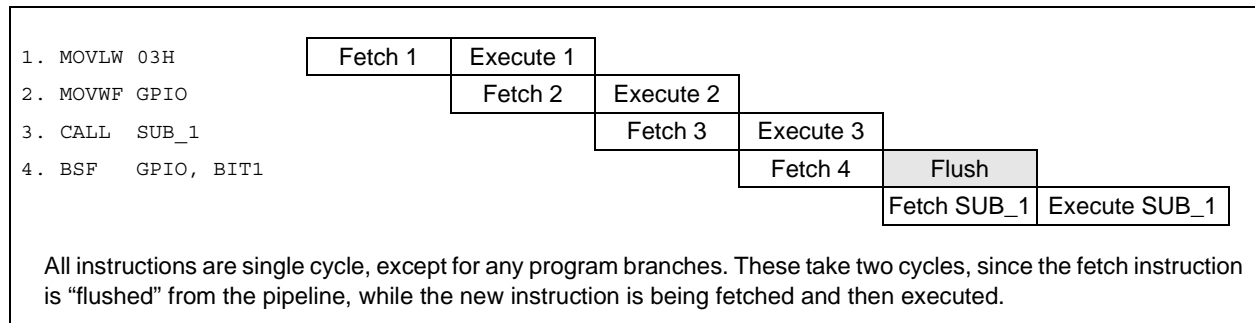 1. MOVLW 03H Fetch 1 Execute 1
2. MOVWF GPIO Fetch 2 Execute 2
3. CALL SUB_1 Fetch 3 Execute 3
4. BSF GPIO, BIT1 Fetch 4 Flush
Fetch SUB_1 Execute SUB_1
All instructions are single cycle, except for any program branches. These take two cycles, since the fetch instruction
is “flushed” from the pipeline, while the new instruction is being fetched and then executed.